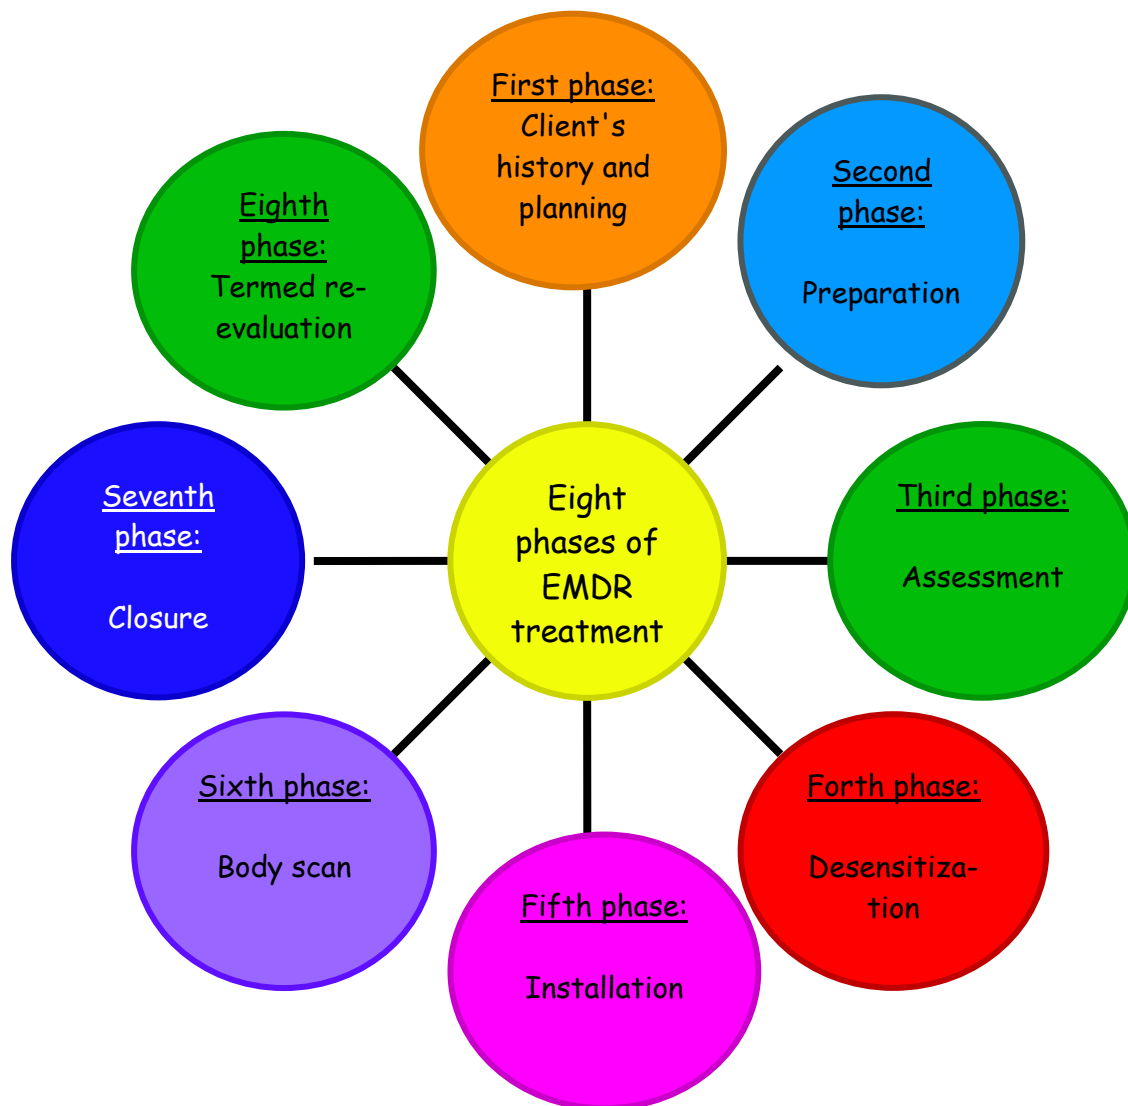 Eight
phases of
EMDR
treatment
First phase:
Client's
history and
planning
Second
phase:
Preparation
Third phase:
Assessment
Forth phase:
Desensitiza-
tion
Fifth phase:
Installation
Sixth phase:
Body scan
Seventh
phase:
Closure
Eighth
phase:
Termed re-
evaluation